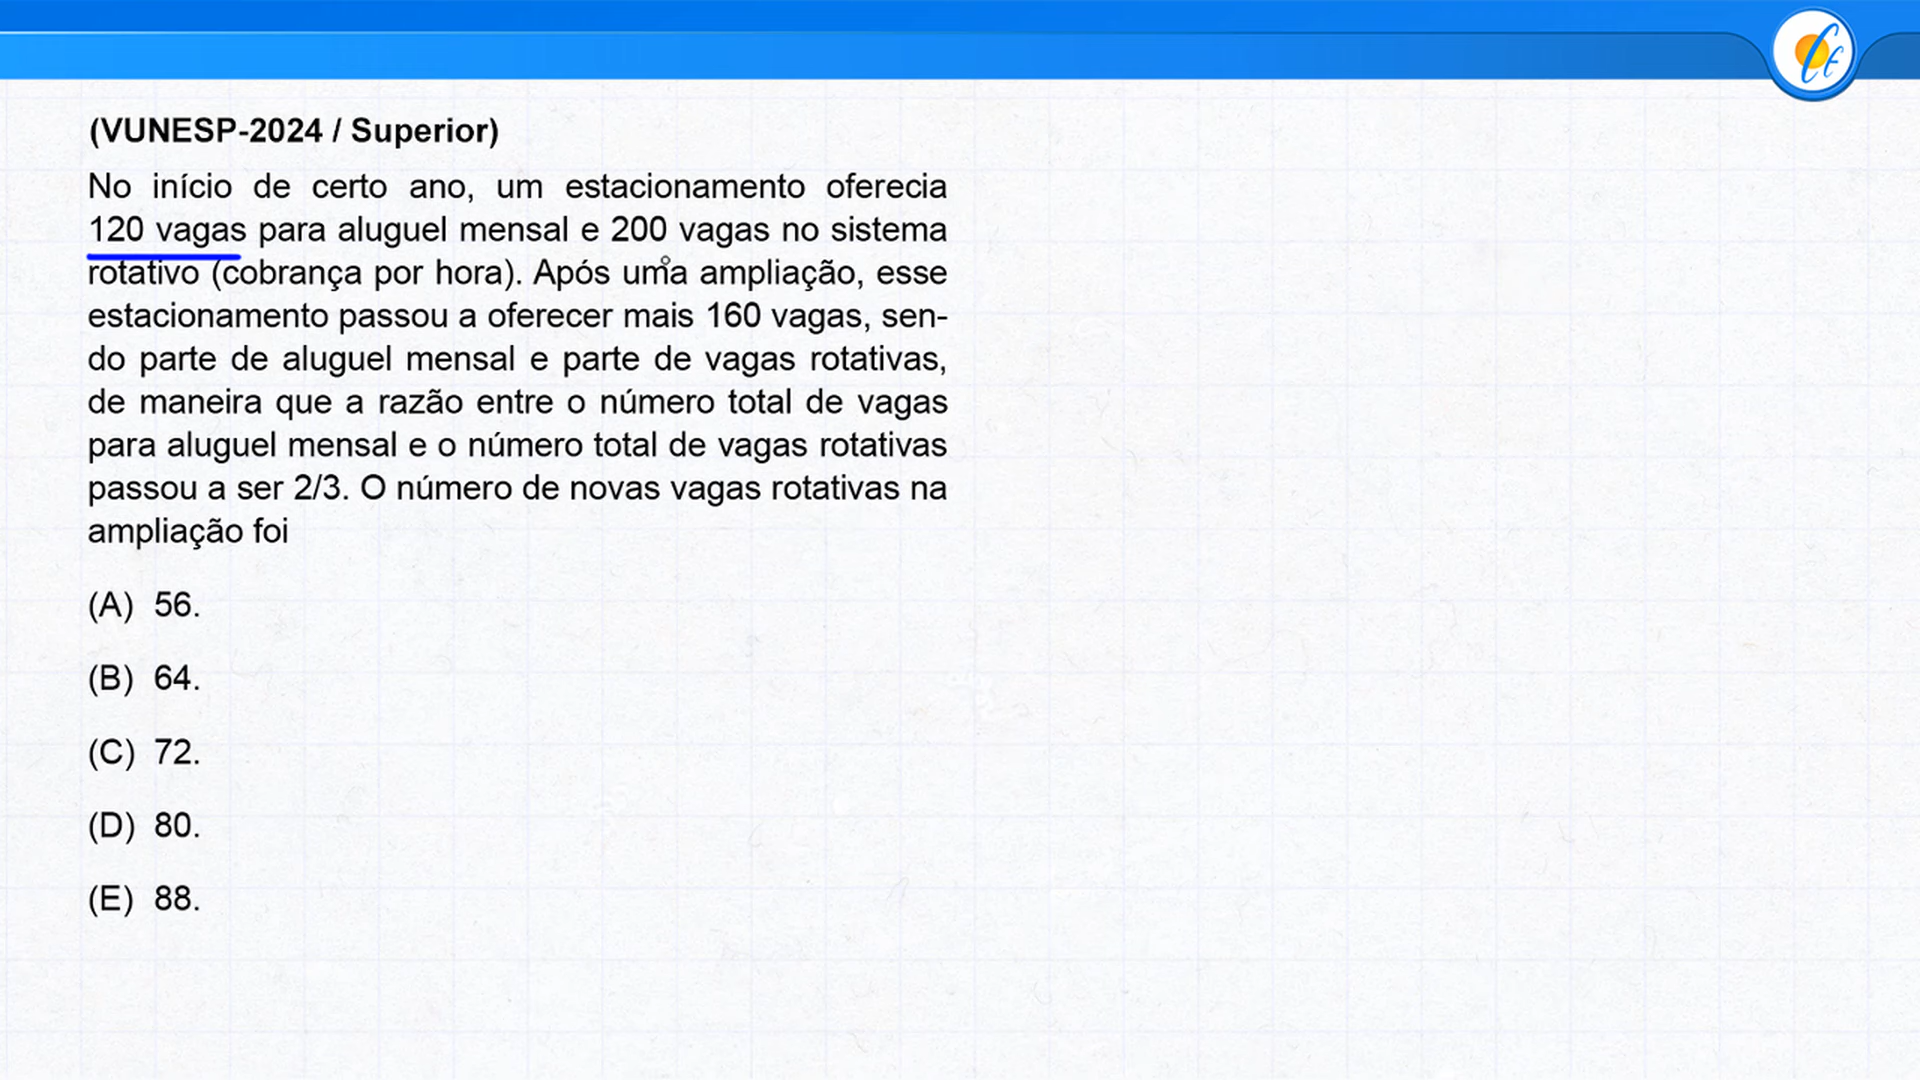 (VUNESP-2024 / Superior)
No início de certo ano, um estacionamento oferecia
120 vagas para aluguel mensal e 200 vagas no sistema
rotativo (cobrança por hora). Após uma ampliação, esse
estacionamento passou a oferecer mais 160 vagas, sen-
do parte de aluguel mensal e parte de vagas rotativas,
de maneira que a razão entre o número total de vagas
para aluguel mensal e o número total de vagas rotativas
passou a ser 2/3. O número de novas vagas rotativas na
ampliação foi
(A) 56.
(B) 64.
(C) 72.
(D) 80.
(E) 88.